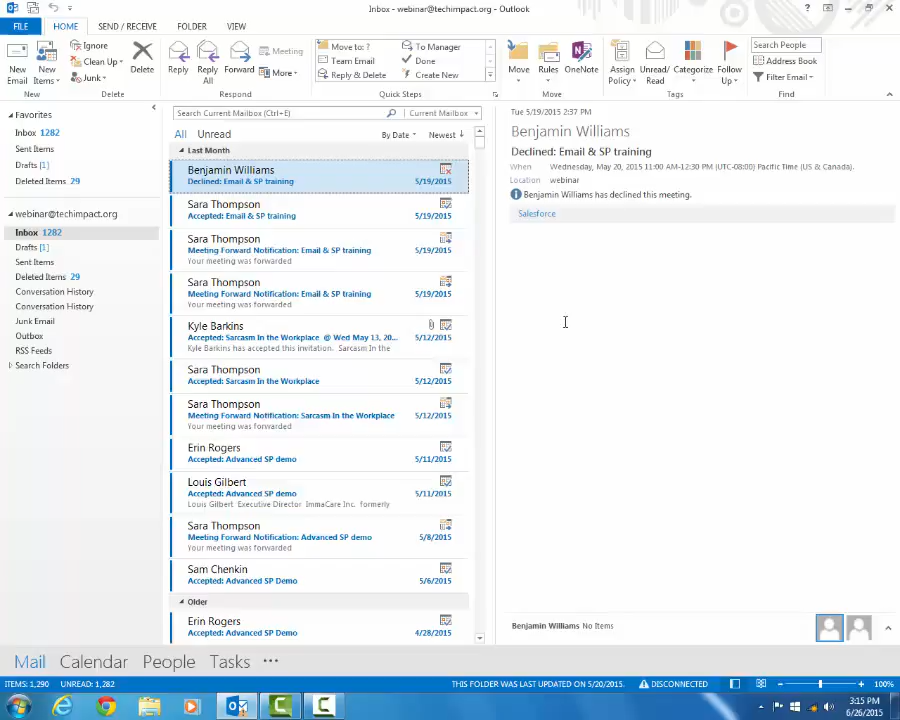 Inbox - webinar@techimpact.org - Outlook
FILE HOME SEND / RECEIVE FOLDER VIEW
New Email
New Items
Ignore
Clean Up
Junk
Delete
Reply
Reply All
Forward
Meeting
More
Move to: ?
Team Email
Reply & Delete
To Manager
Done
Create New
Move
Rules
OneNote
Assign Policy
Unread/ Read
Categorize
Follow Up
Search People
Address Book
Filter Email
New Delete Respond Quick Steps Move Tags Find
Favorites
Inbox 1282
Sent Items
Drafts [1]
Deleted Items 29
webinar@techimpact.org
Inbox 1282
Drafts [1]
Sent Items
Deleted Items 29
Conversation History
Conversation History
Junk Email
Outbox
RSS Feeds
Search Folders
Search Current Mailbox (Ctrl+E) Current Mailbox
All Unread By Date Newest
Last Month
Benjamin Williams
Declined: Email & SP training 5/19/2015
Sara Thompson
Accepted: Email & SP training 5/19/2015
Sara Thompson
Meeting Forward Notification: Email & SP training 5/19/2015
Your meeting was forwarded
Sara Thompson
Meeting Forward Notification: Email & SP training 5/19/2015
Your meeting was forwarded
Kyle Barkins
Accepted: Sarcasm In the Workplace @ Wed May 13, 20... 5/12/2015
Kyle Barkins has accepted this invitation. Sarcasm In the
Sara Thompson
Accepted: Sarcasm In the Workplace 5/12/2015
Sara Thompson
Meeting Forward Notification: Sarcasm In the Workplace 5/12/2015
Your meeting was forwarded
Erin Rogers
Accepted: Advanced SP demo 5/11/2015
Louis Gilbert
Accepted: Advanced SP demo 5/11/2015
Louis Gilbert Executive Director ImmaCare Inc. formerly
Sara Thompson
Meeting Forward Notification: Advanced SP demo 5/8/2015
Your meeting was forwarded
Sam Chenkin
Accepted: Advanced SP Demo 5/6/2015
Older
Erin Rogers
Accepted: Advanced SP Demo 4/28/2015
Tue 5/19/2015 2:37 PM
Benjamin Williams
Declined: Email & SP training
When Wednesday, May 20, 2015 11:00 AM-12:30 PM (UTC-08:00) Pacific Time (US & Canada).
Location webinar
Benjamin Williams has declined this meeting.
Salesforce
Benjamin Williams No Items
Mail Calendar People Tasks
ITEMS: 1,290 UNREAD: 1,282 THIS FOLDER WAS LAST UPDATED ON 5/20/2015. DISCONNECTED 100%
3:15 PM
6/26/2015